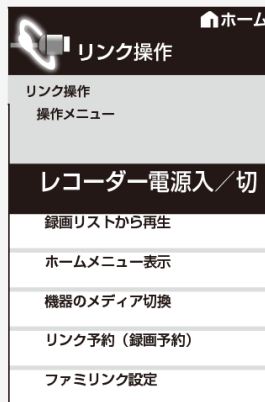 ホーム
リンク操作
リンク操作
操作メニュー
レコーダー電源入／切
録画リストから再生
ホームメニュー表示
機器のメディア切換
リンク予約（録画予約）
ファミリンク設定